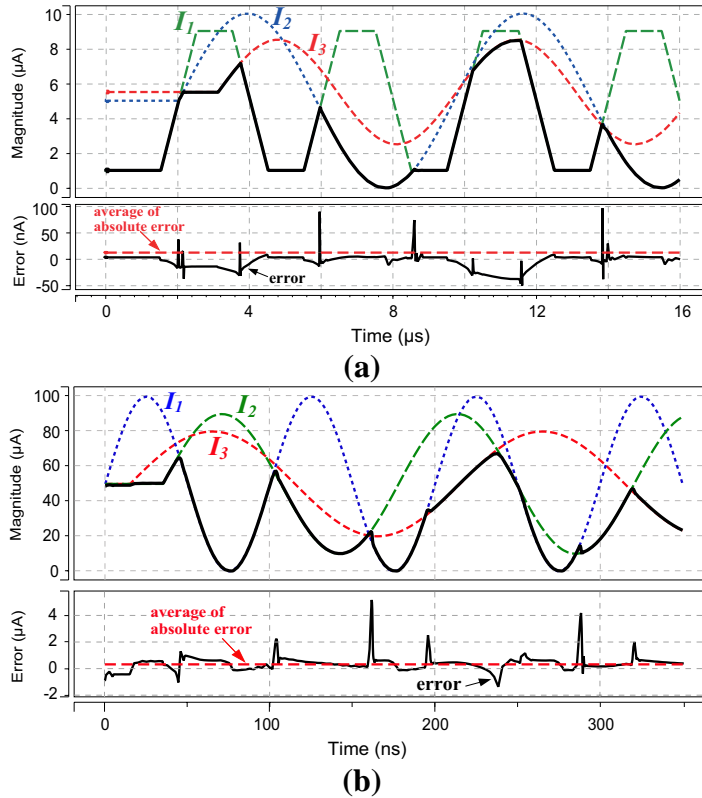 I1
I2
I3
Magnitude (µA)
10
8
6
4
2
0
average of
absolute error
error
Error (nA)
100
50
0
-50
0
4
8
12
16
Time (µs)
(a)
I1
I2
I3
Magnitude (µA)
100
80
60
40
20
0
average of
absolute error
error
Error (µA)
4
2
0
-2
0
100
200
300
Time (ns)
(b)